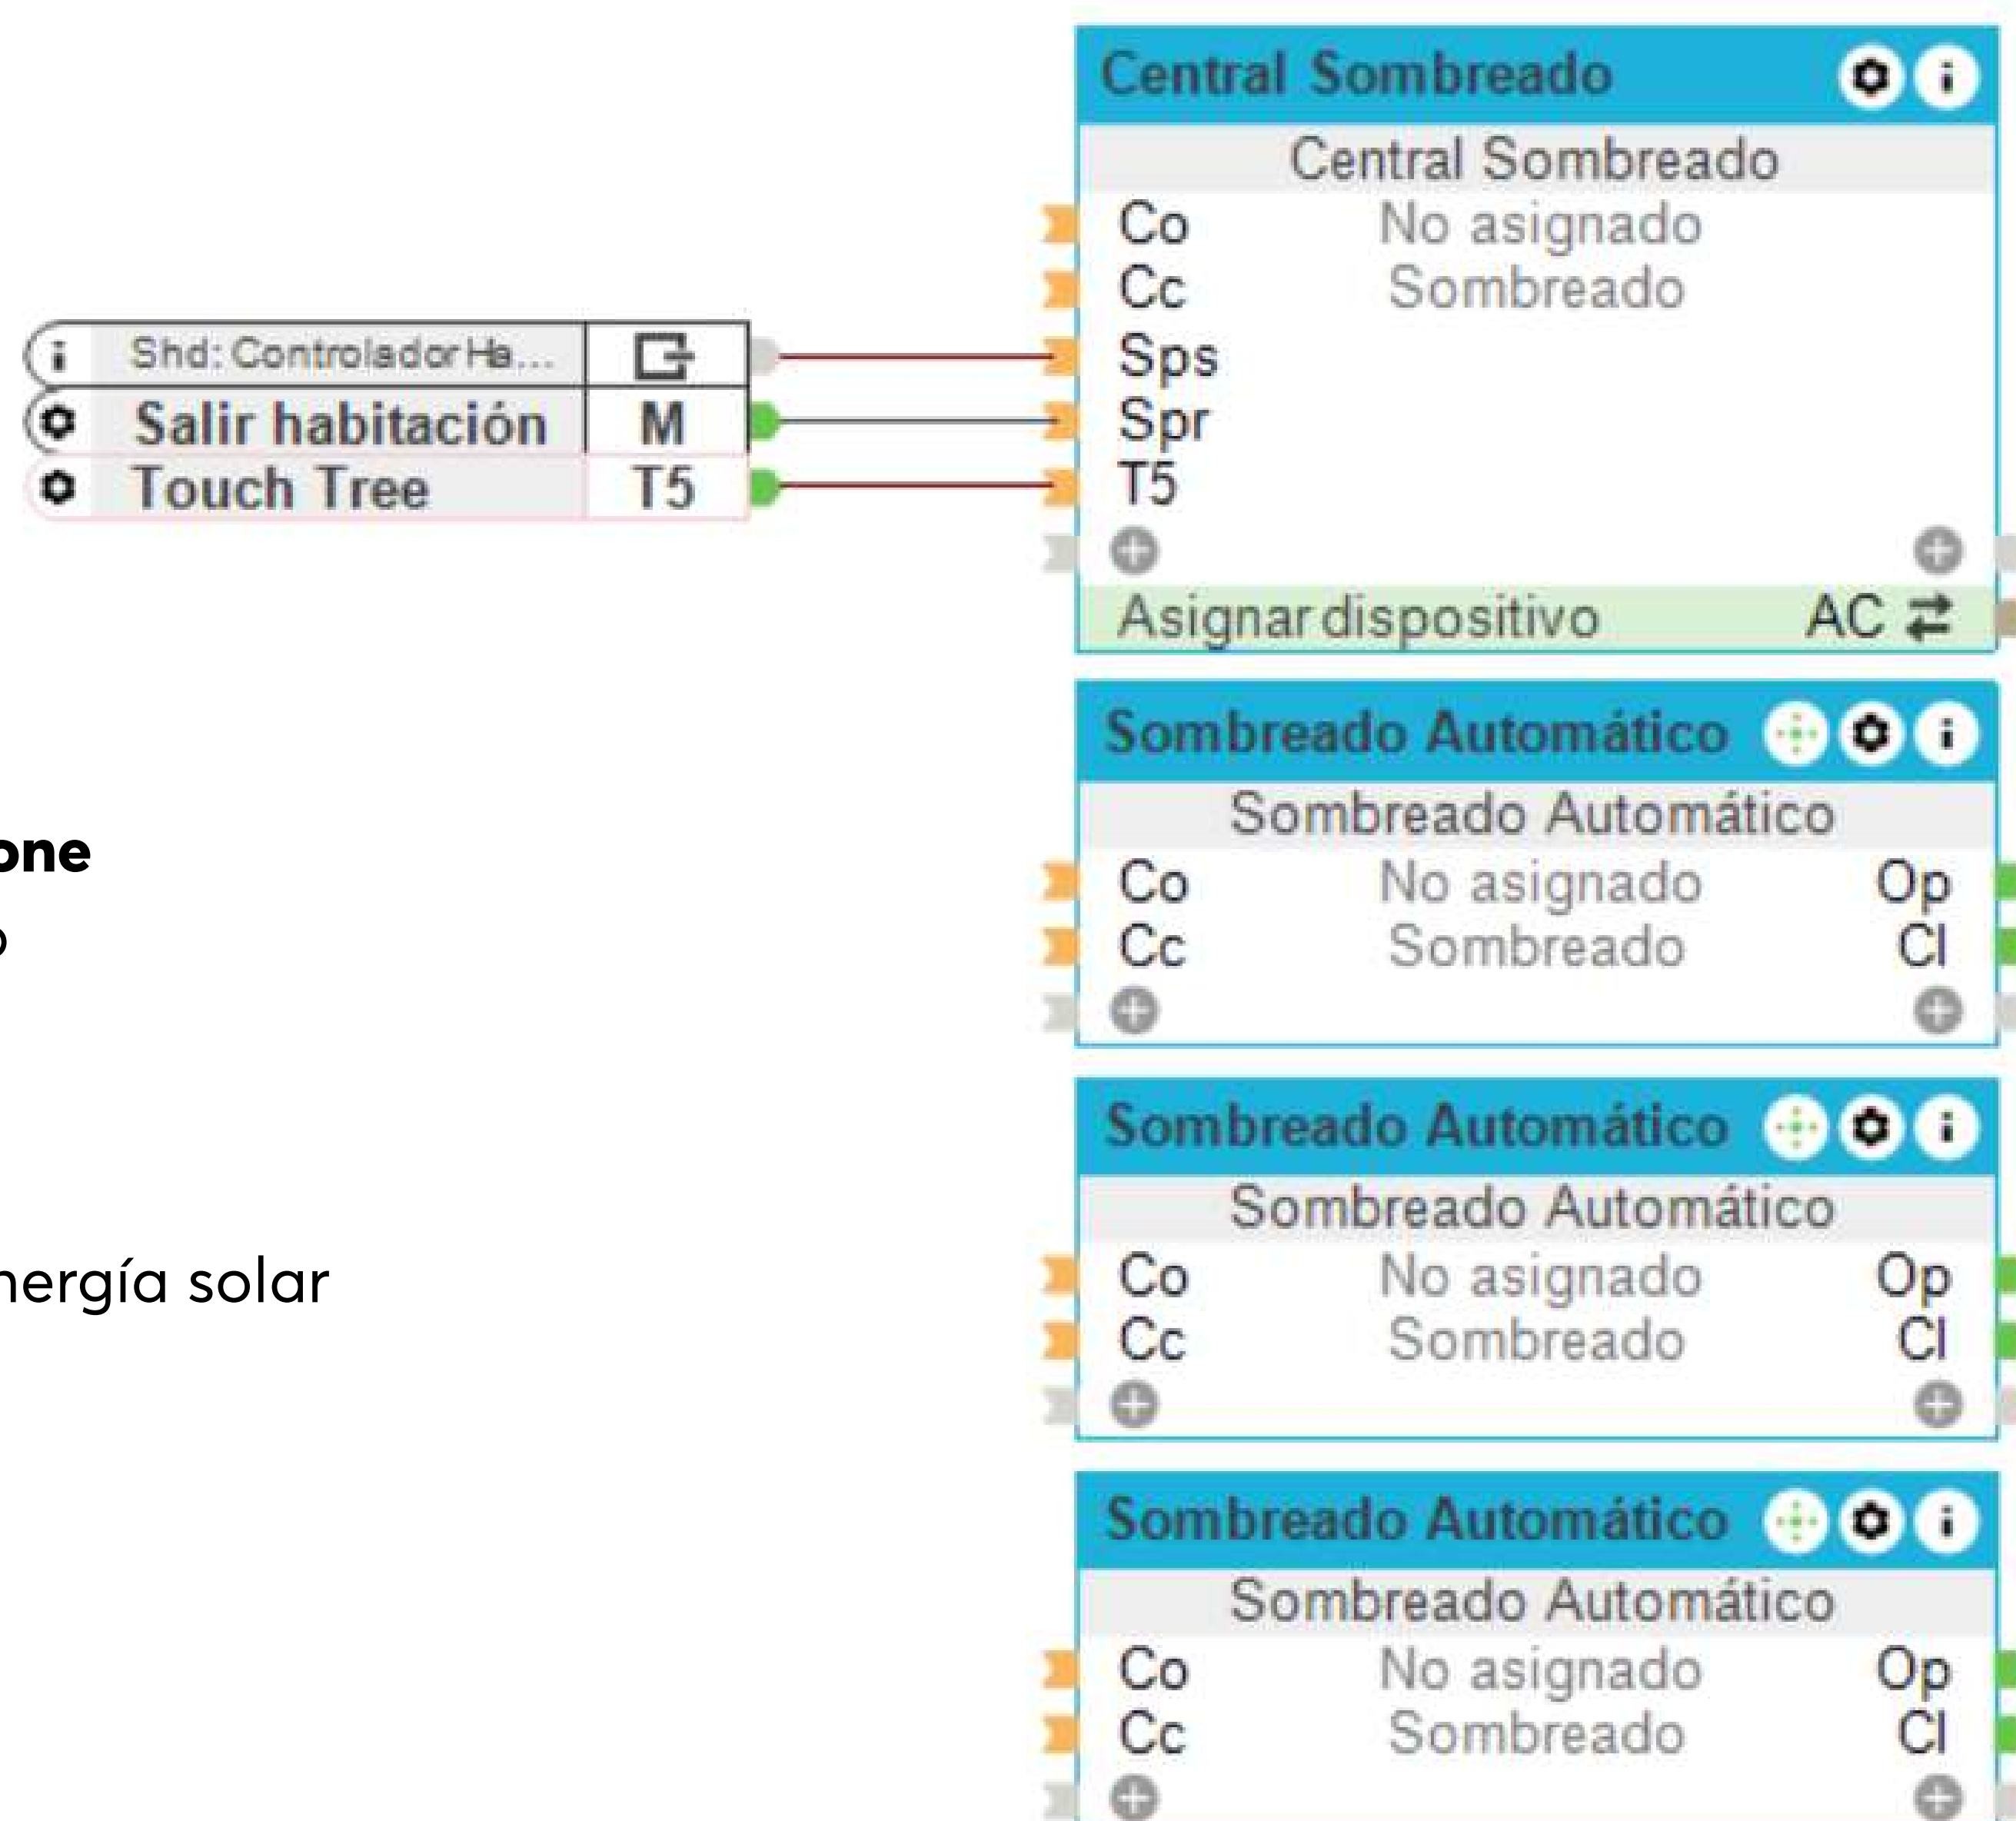 Central Sombreado
Central Sombreado
Co No asignado
Cc Sombreado
Shd: Controlador Ha...
Sps
Salir habitación M
Spr
Touch Tree T5
T5
Asignar dispositivo AC
Sombreado Automático
Sombreado Automático
one
Co No asignado Op
o
Cc Sombreado Cl
Sombreado Automático
Sombreado Automático
nergía solar
Co No asignado Op
Cc Sombreado Cl
Sombreado Automático
Sombreado Automático
Co No asignado Op
Cc Sombreado Cl